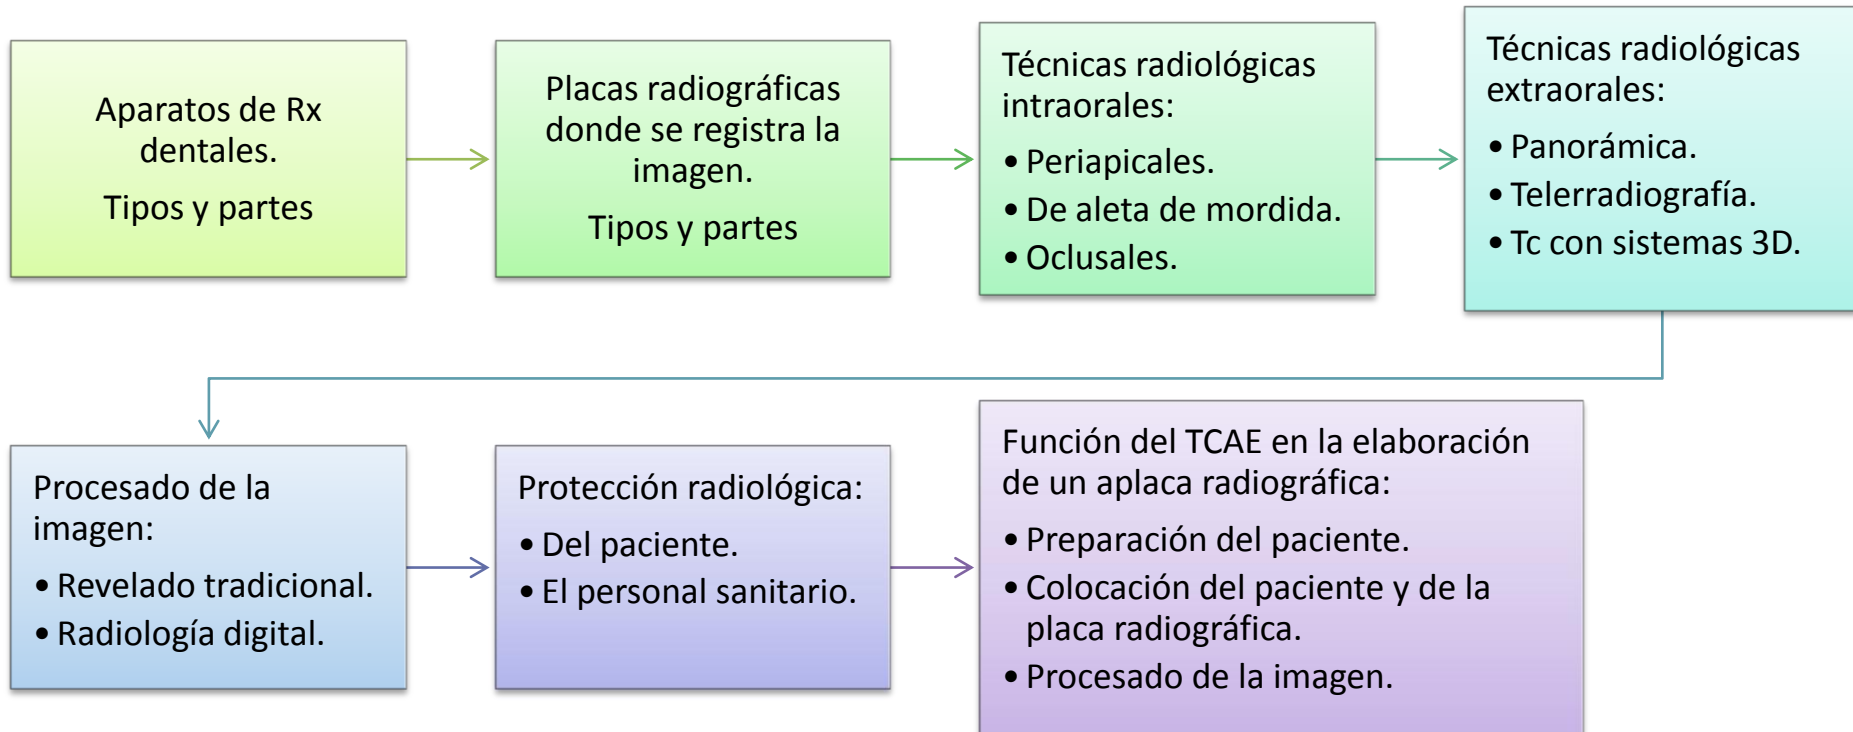 Aparatos de Rx
dentales.
Tipos y partes
Placas radiográficas
donde se registra la
imagen.
Tipos y partes
Técnicas radiológicas
intraorales:
• Periapicales.
• De aleta de mordida.
• Oclusales.
Técnicas radiológicas
extraorales:
• Panorámica.
• Telerradiografía.
• Tc con sistemas 3D.
Procesado de la
imagen:
• Revelado tradicional.
• Radiología digital.
Protección radiológica:
• Del paciente.
• El personal sanitario.
Función del TCAE en la elaboración
de un aplaca radiográfica:
• Preparación del paciente.
• Colocación del paciente y de la
placa radiográfica.
• Procesado de la imagen.